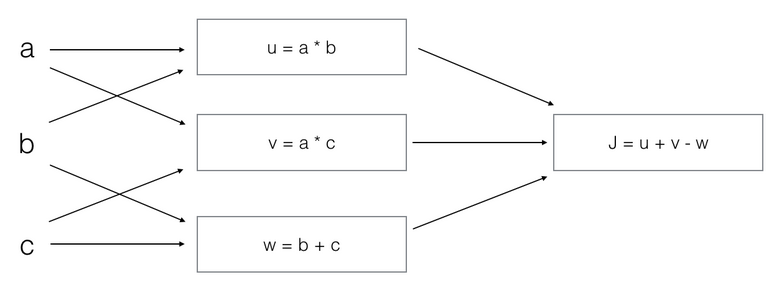 a
b
c
u = a * b
v = a * c
w = b + c
J = u + v - w